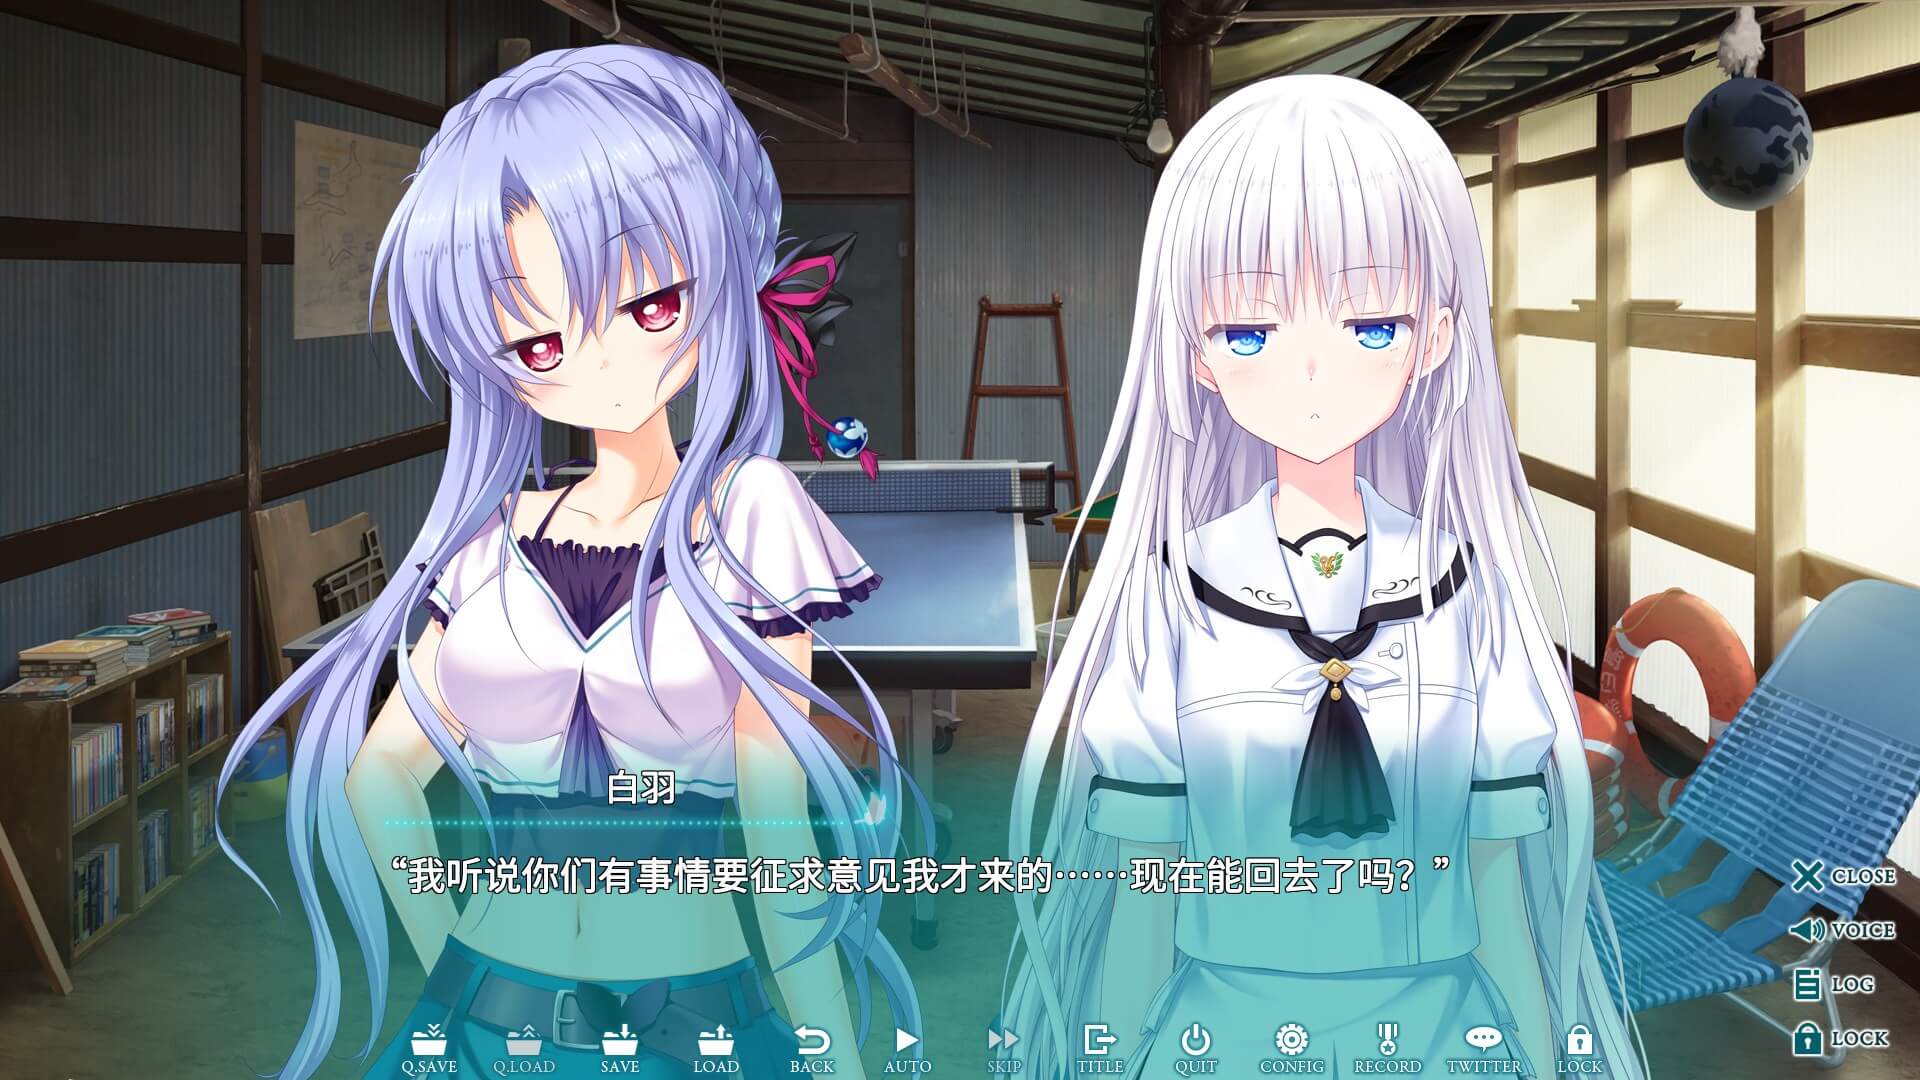 白羽
“我听说你们有事情要征求意见我才来的……现在能回去了吗？”
CLOSE
VOICE
LOG
LOCK
Q.SAVE
Q.LOAD
SAVE
LOAD
BACK
AUTO
SKIP
TITLE
QUIT
CONFIG
RECORD
TWITTER
LOCK